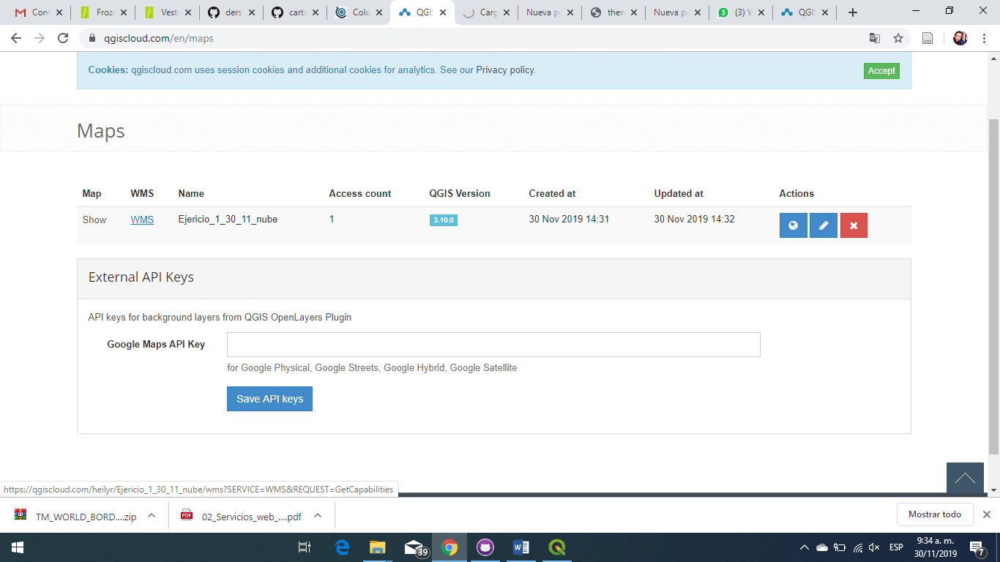 Cont
Froz
Vest
ders
cart
Colc
QGI
Carg
Nueva p
then
Nueva p
(3) W
QGI
qgiscloud.com/en/maps
Cookies: qgiscloud.com uses session cookies and additional cookies for analytics. See our Privacy policy.
Accept
Maps
Map WMS Name Access count QGIS Version Created at Updated at Actions
Show WMS Ejericio_1_30_11_nube 1 3.10.0 30 Nov 2019 14:31 30 Nov 2019 14:32
External API Keys
API keys for background layers from QGIS OpenLayers Plugin
Google Maps API Key
for Google Physical, Google Streets, Google Hybrid, Google Satellite
Save API keys
https://qgiscloud.com/heilyr/Ejericio_1_30_11_nube/wms?SERVICE=WMS&REQUEST=GetCapabilities
TM_WORLD_BORD....zip
02_Servicios_web_....pdf
Mostrar todo
39
ESP
9:34 a. m.
30/11/2019
7